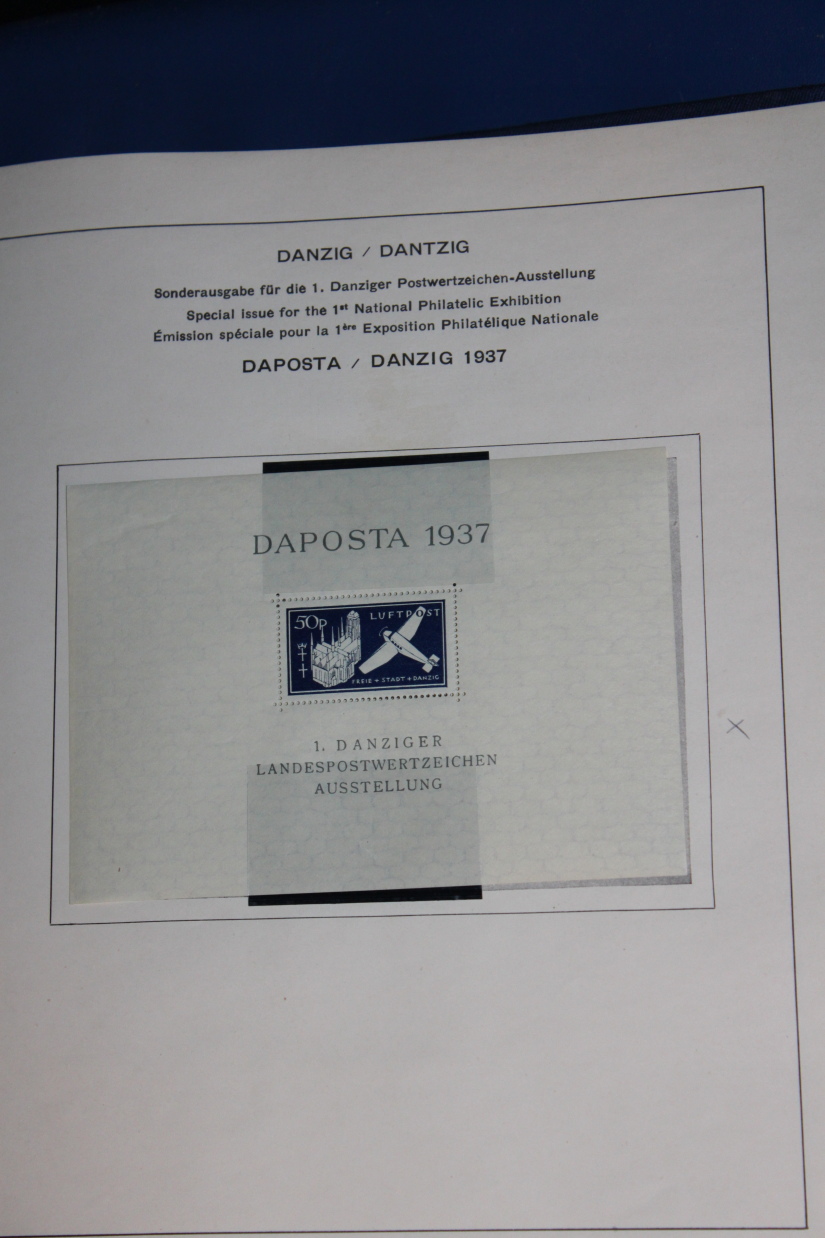 DANZIG / DANTZIG
Sonderausgabe für die 1. Danziger Postwertzeichen-Ausstellung
Special issue for the 1st National Philatelic Exhibition
Émission spéciale pour la 1ère Exposition Philatélique Nationale
DAPOSTA / DANZIG 1937
DAPOSTA 1937
50p LUFTPOST
FREIE + STADT + DANZIG
1. DANZIGER
LANDESPOSTWERTZEICHEN
AUSSTELLUNG